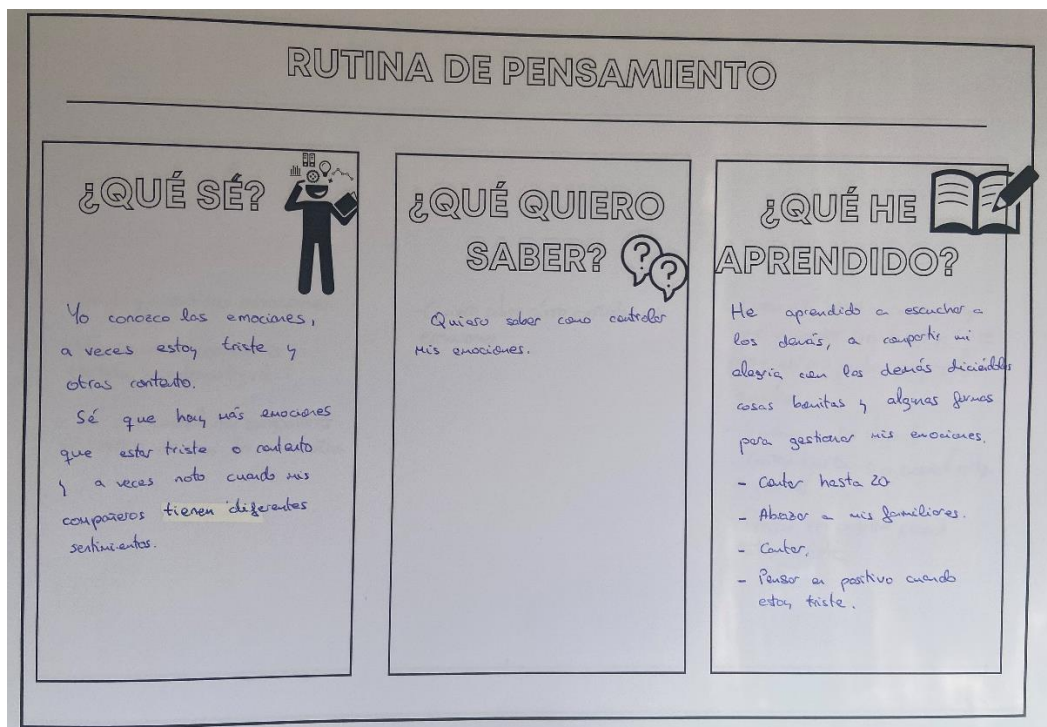 RUTINA DE PENSAMIENTO
¿QUÉ SÉ?
Yo conozco las emociones,
a veces estoy triste y
otras contento.
Sé que hay más emociones
que estar triste o contento
y a veces noto cuando mis
compañeros tienen diferentes
sentimientos.
¿QUÉ QUIERO
SABER?
Quiero saber como controlar
mis emociones.
¿QUÉ HE
APRENDIDO?
He aprendido a escuchar a
los demás, a compartir mi
alegría con los demás diciéndoles
cosas bonitas y algunas formas
para gestionar mis emociones.
- Contar hasta 20
- Abrazar a mis familiares.
- Cantar.
- Pensar en positivo cuando
estoy triste.